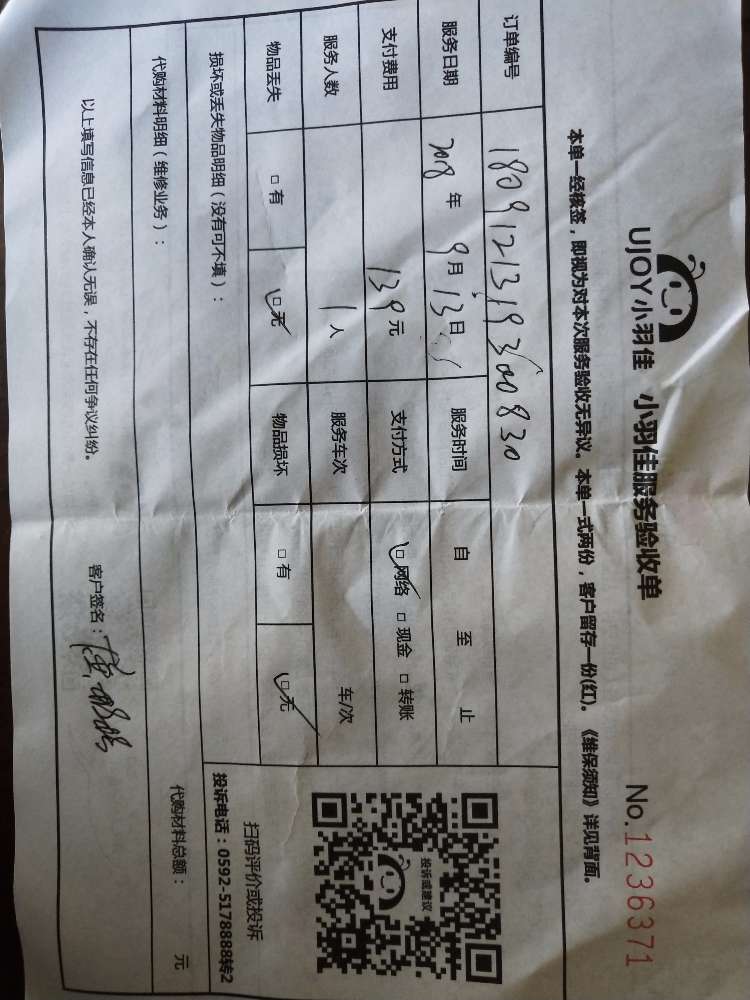 UJOY小羽佳 小羽佳服务验收单
No.1236371
本单一经核签，即视为对本次服务验收无异议。本单一式两份，客户留存一份(红)。《维保须知》详见背面。
订单编号 1809121319300830
服务日期 2018年9月13日 服务时间 自 至 止
支付费用 139元 支付方式 ☑网络 □现金 □转账
服务人数 1人 服务车次 车/次
物品丢失 □有 ☑无 物品损坏 □有 ☑无
投诉或建议
扫码评价或投诉
投诉电话：0592-5178888转2
损坏或丢失物品明细（没有可不填）：
代购材料明细（维修业务）：
代购材料总额： 元
以上填写信息已经本人确认无误，不存在任何争议纠纷。
客户签名：